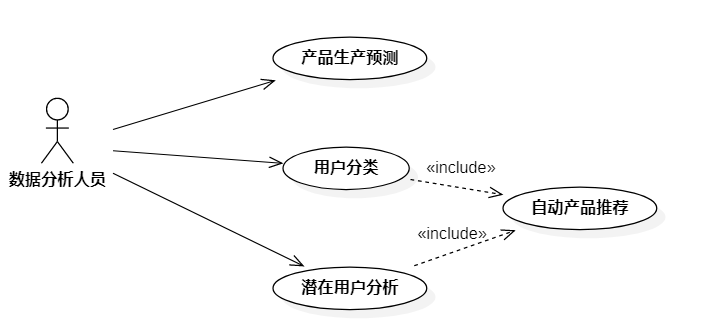 产品生产预测
用户分类
«include»
数据分析人员
自动产品推荐
«include»
潜在用户分析